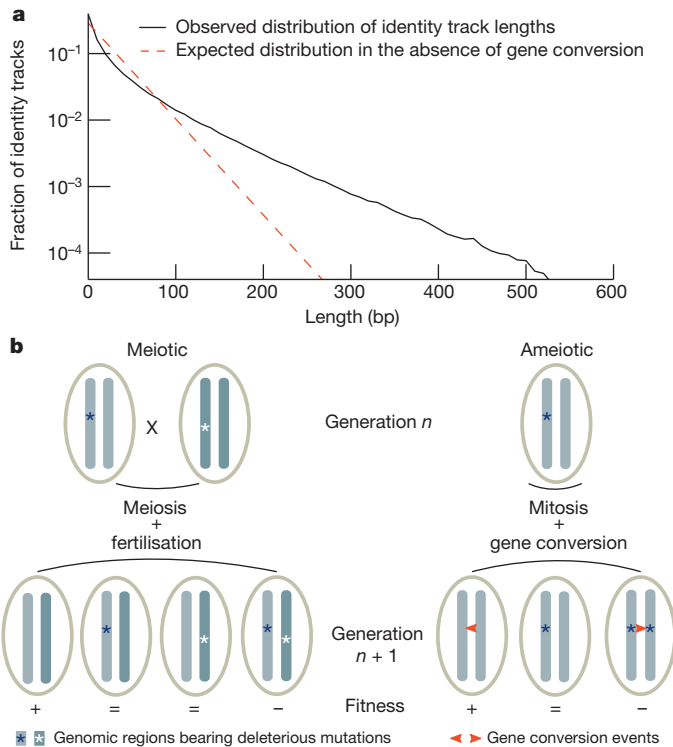 a
Observed distribution of identity track lengths
Expected distribution in the absence of gene conversion
Fraction of identity tracks
10⁻¹
10⁻²
10⁻³
10⁻⁴
0 100 200 300 400 500 600
Length (bp)
b
Meiotic
Ameiotic
* X *
Generation n
*
Meiosis
+
fertilisation
Mitosis
+
gene conversion
* * * *
Generation
n + 1
* * *
+ = = – Fitness + = –
* * Genomic regions bearing deleterious mutations
Gene conversion events